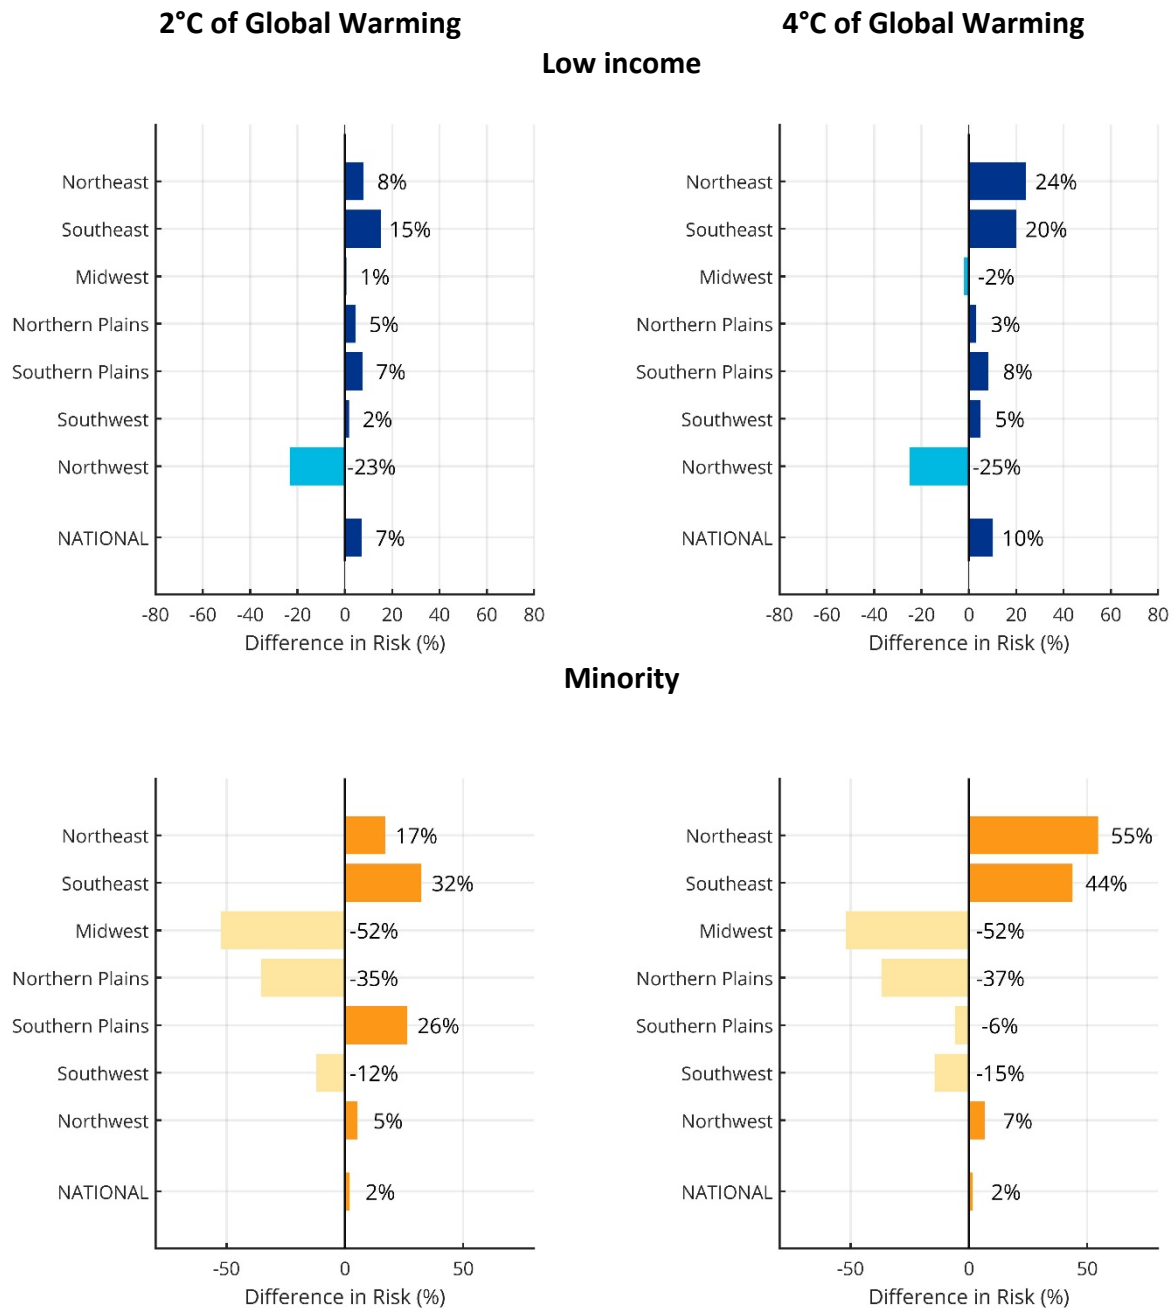 2°C of Global Warming
4°C of Global Warming
Low income
Northeast
8%
Southeast
15%
Midwest
1%
Northern Plains
5%
Southern Plains
7%
Southwest
2%
Northwest
-23%
NATIONAL
7%
-80 -60 -40 -20 0 20 40 60 80
Difference in Risk (%)
Northeast
24%
Southeast
20%
Midwest
-2%
Northern Plains
3%
Southern Plains
8%
Southwest
5%
Northwest
-25%
NATIONAL
10%
-80 -60 -40 -20 0 20 40 60 80
Difference in Risk (%)
Minority
Northeast
17%
Southeast
32%
Midwest
-52%
Northern Plains
-35%
Southern Plains
26%
Southwest
-12%
Northwest
5%
NATIONAL
2%
-50 0 50
Difference in Risk (%)
Northeast
55%
Southeast
44%
Midwest
-52%
Northern Plains
-37%
Southern Plains
-6%
Southwest
-15%
Northwest
7%
NATIONAL
2%
-50 0 50
Difference in Risk (%)